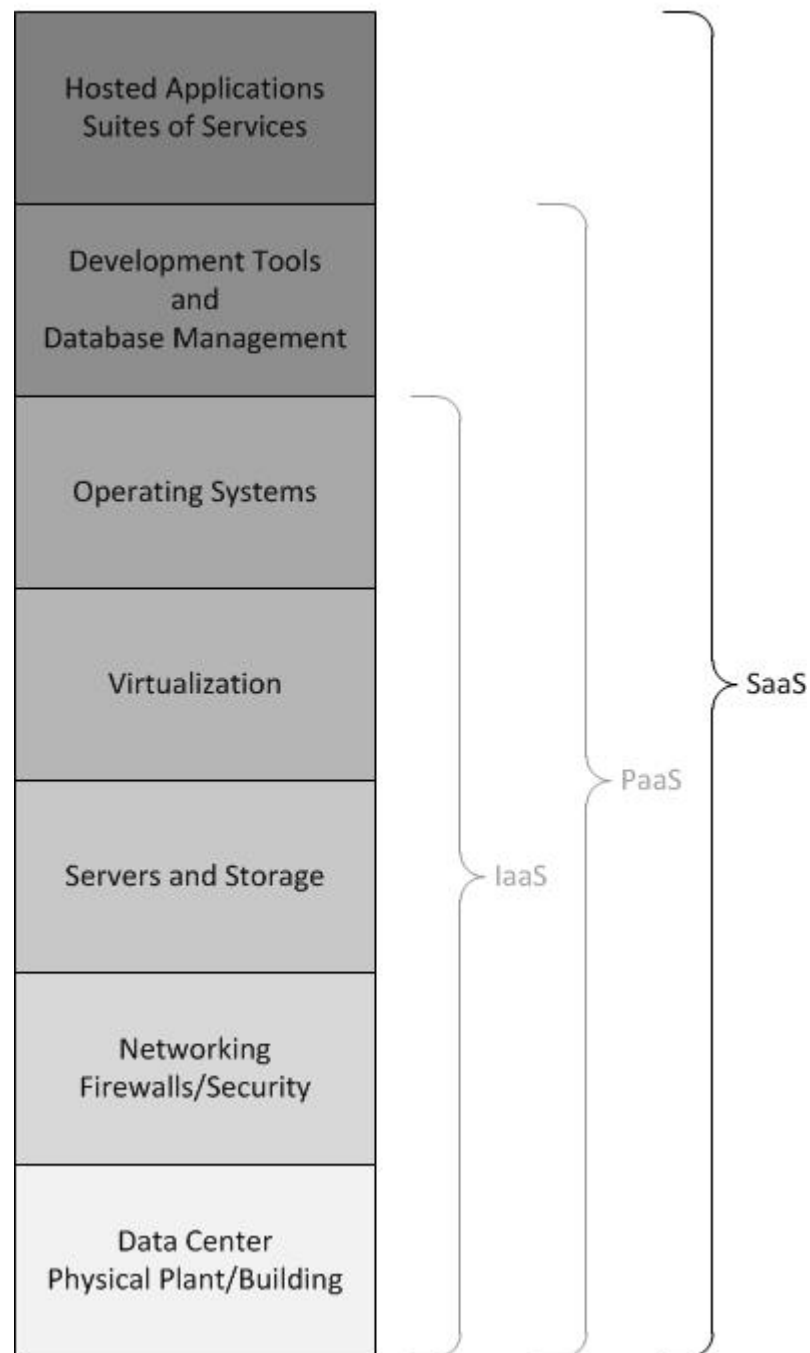 Hosted Applications
Suites of Services
Development Tools
and
Database Management
Operating Systems
Virtualization
SaaS
PaaS
Servers and Storage
IaaS
Networking
Firewalls/Security
Data Center
Physical Plant/Building